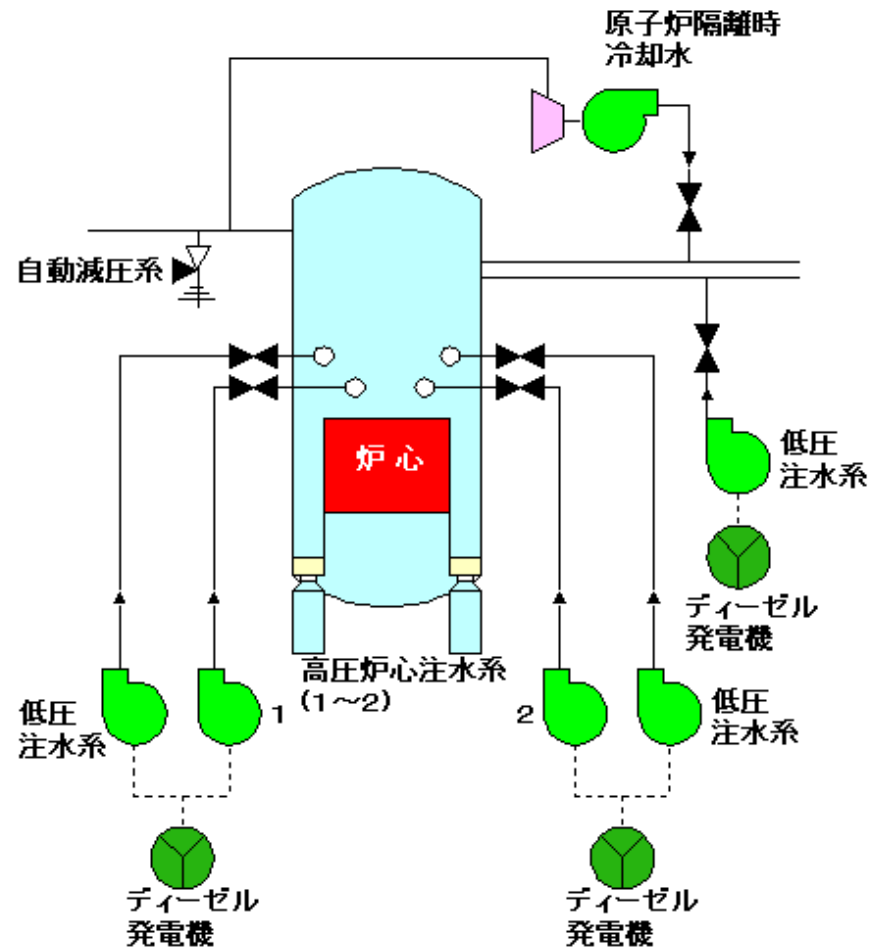 原子炉隔離時
冷却水
自動減圧系
炉心
低圧
注水系
ディーゼル
発電機
高圧炉心注水系
(1～2)
低圧
注水系
1
2
低圧
注水系
ディーゼル
発電機
ディーゼル
発電機